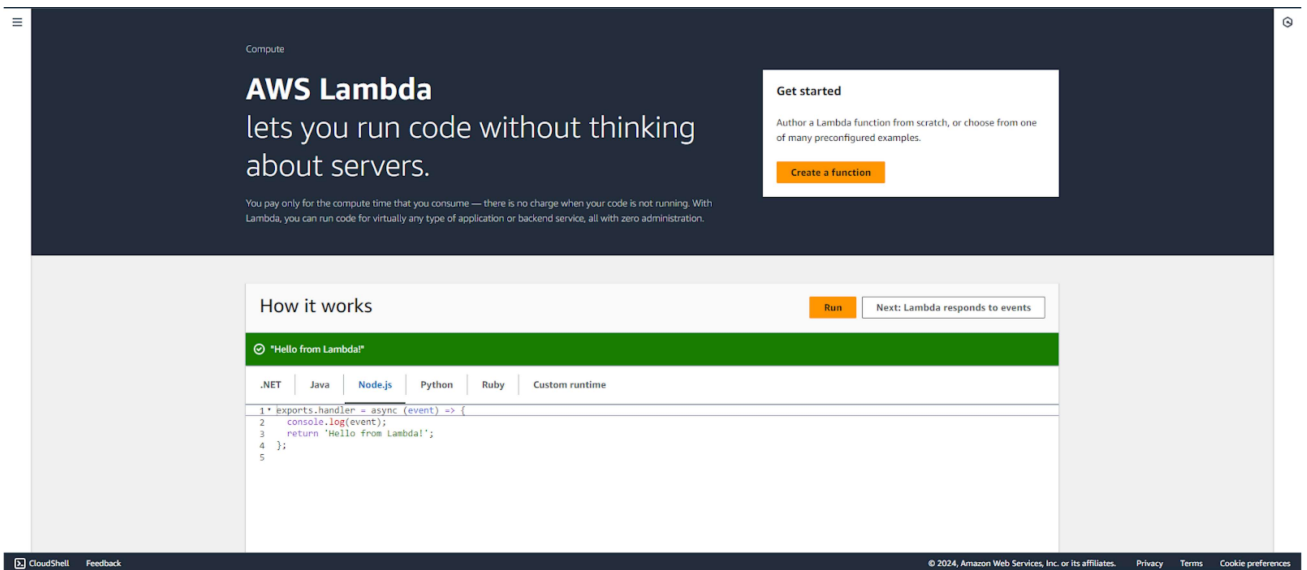 Compute
AWS Lambda
lets you run code without thinking
about servers.
You pay only for the compute time that you consume — there is no charge when your code is not running. With
Lambda, you can run code for virtually any type of application or backend service, all with zero administration.
Get started
Author a Lambda function from scratch, or choose from one
of many preconfigured examples.
Create a function
How it works
Run
Next: Lambda responds to events
"Hello from Lambda!"
.NET
Java
Node.js
Python
Ruby
Custom runtime
1 exports.handler = async (event) => {
2 console.log(event);
3 return 'Hello from Lambda!';
4 };
5
CloudShell
Feedback
© 2024, Amazon Web Services, Inc. or its affiliates.
Privacy
Terms
Cookie preferences